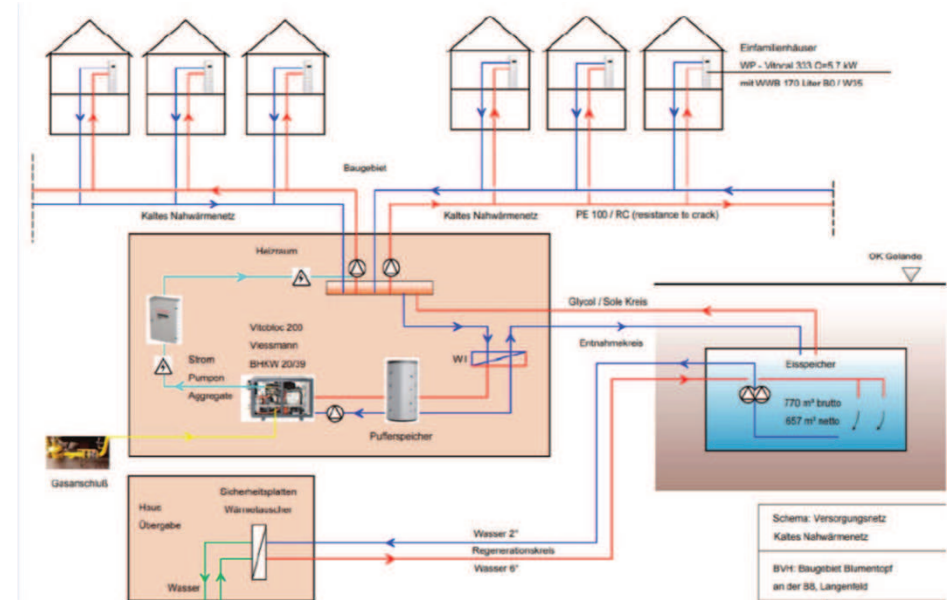 Einfamilienhäuser
WP - Vitocal 333 Q=5,7 kW
mit WWB 170 Liter B0 / W35
Baugebiet
Kaltes Nahwärmenetz
Kaltes Nahwärmenetz
PE 100 / RC (resistance to crack)
Heizraum
OK Gelände
Glycol / Sole Kreis
Entnahmekreis
Vitobloc 200
Viessmann
BHKW 20/39
Strom
Pumpen
Aggregate
WT
Eisspeicher
770 m³ brutto
657 m³ netto
Pufferspeicher
Gasanschluß
Sicherheitsplatten
Wärmetauscher
Haus
Übergabe
Wasser
Wasser 2°
Regenerationskreis
Wasser 6°
Schema: Versorgungsnetz
Kaltes Nahwärmenetz
BVH: Baugebiet Blumentopf
an der B8, Langenfeld